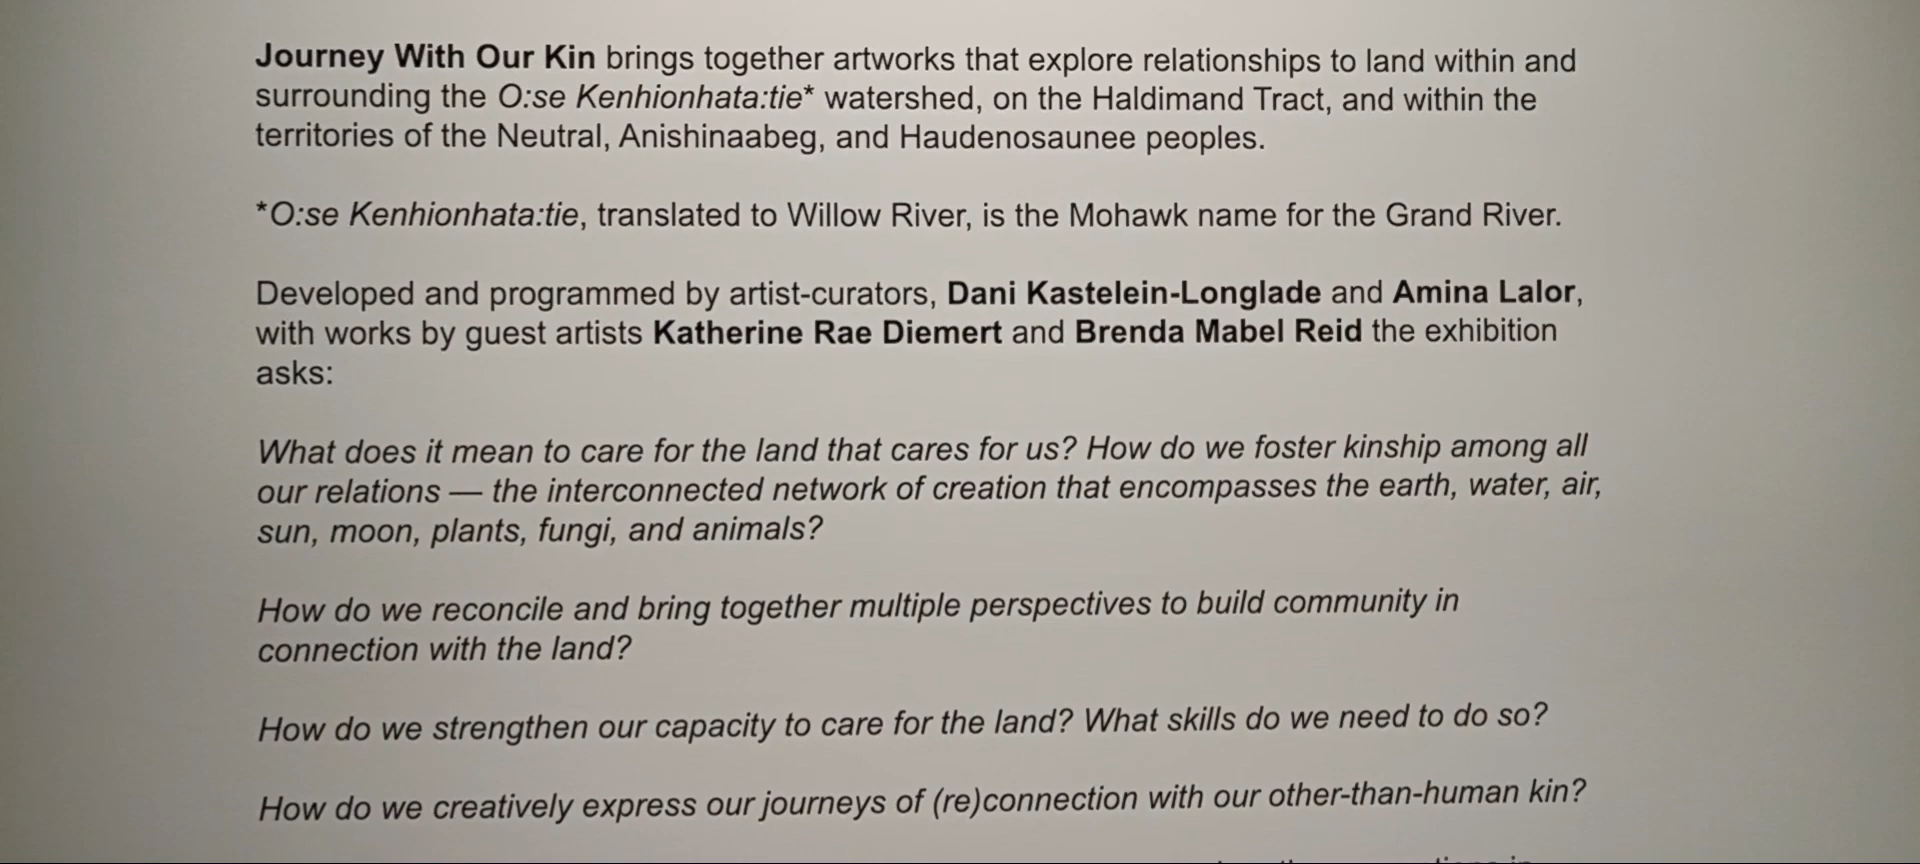 Journey With Our Kin brings together artworks that explore relationships to land within and
surrounding the O:se Kenhionhata:tie* watershed, on the Haldimand Tract, and within the
territories of the Neutral, Anishinaabeg, and Haudenosaunee peoples.
*O:se Kenhionhata:tie, translated to Willow River, is the Mohawk name for the Grand River.
Developed and programmed by artist-curators, Dani Kastelein-Longlade and Amina Lalor,
with works by guest artists Katherine Rae Diemert and Brenda Mabel Reid the exhibition
asks:
What does it mean to care for the land that cares for us? How do we foster kinship among all
our relations — the interconnected network of creation that encompasses the earth, water, air,
sun, moon, plants, fungi, and animals?
How do we reconcile and bring together multiple perspectives to build community in
connection with the land?
How do we strengthen our capacity to care for the land? What skills do we need to do so?
How do we creatively express our journeys of (re)connection with our other-than-human kin?